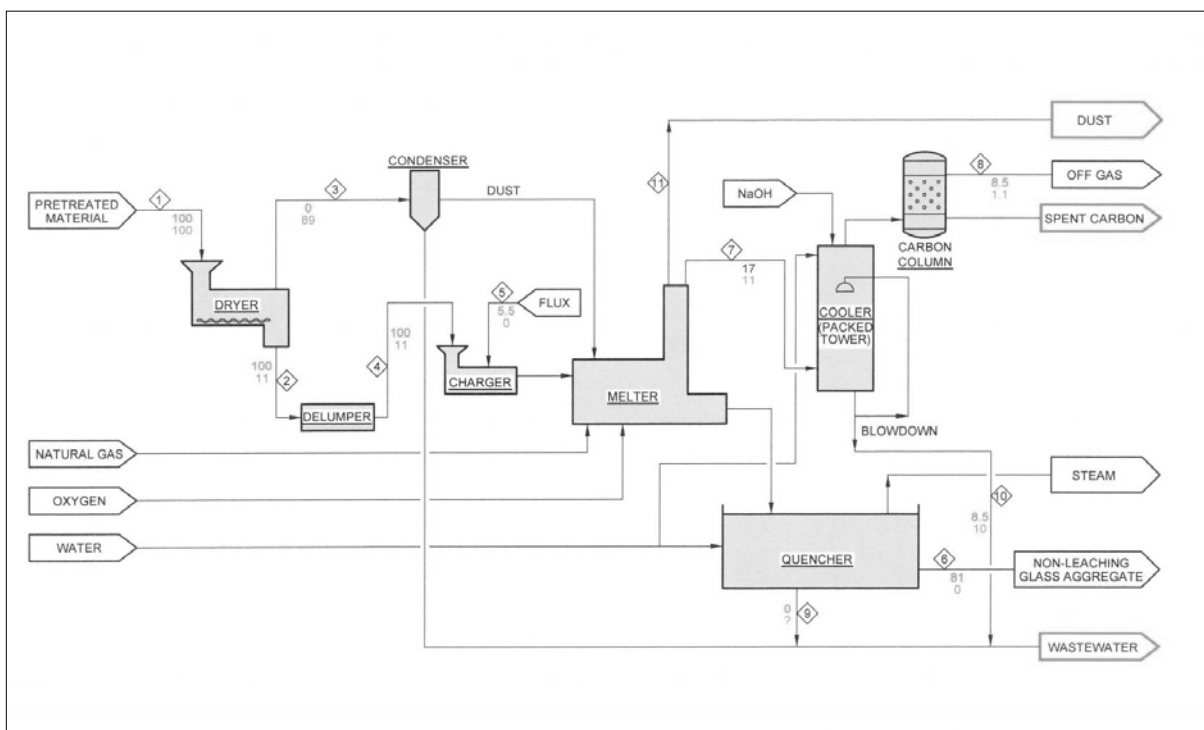 DUST
CONDENSER
8
3
DUST
11
8.5
1.1
OFF GAS
1
PRETREATED
MATERIAL
100
100
0
89
NaOH
SPENT CARBON
CARBON
COLUMN
7
17
11
DRYER
5
5.5
0
FLUX
COOLER
(PACKED
TOWER)
100
11
4
100
11
2
CHARGER
MELTER
DELUMPER
BLOWDOWN
NATURAL GAS
STEAM
OXYGEN
10
8.5
10
WATER
QUENCHER
6
81
0
NON-LEACHING
GLASS AGGREGATE
0
?
9
WASTEWATER